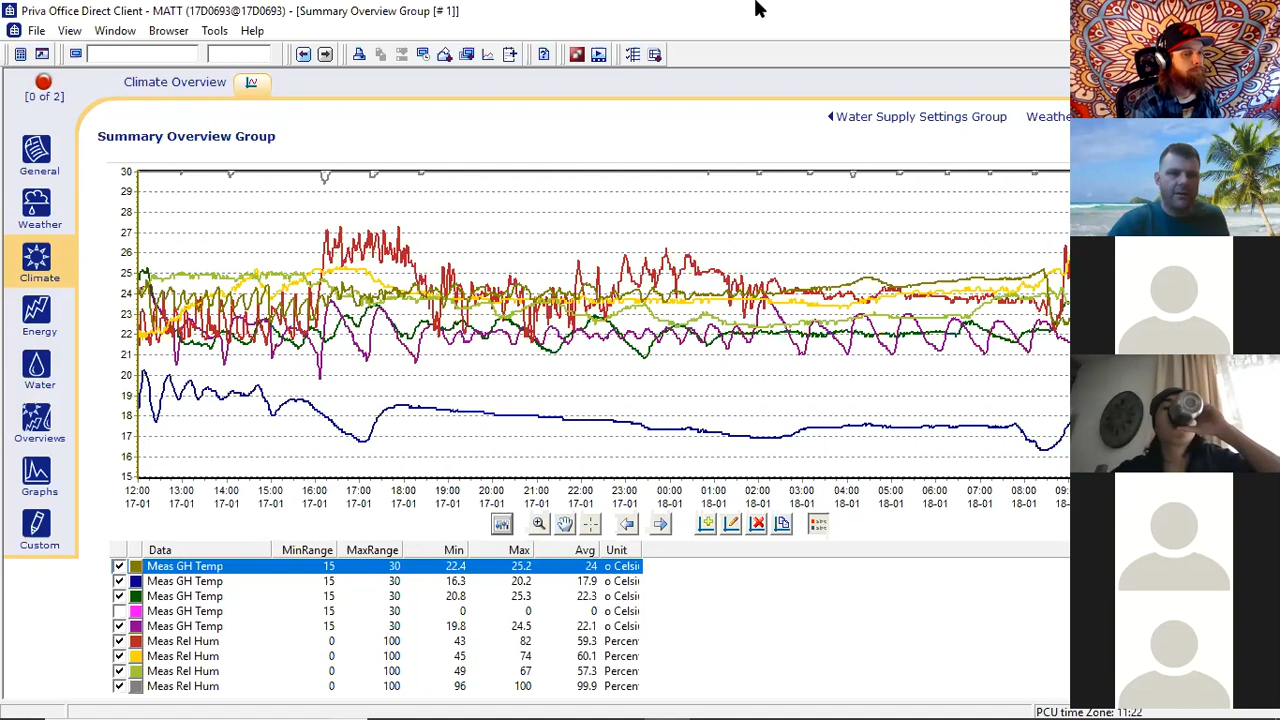 Priva Office Direct Client - MATT (17D0693@17D0693) - [Summary Overview Group [# 1]]
File View Window Browser Tools Help
[0 of 2]
Climate Overview
Water Supply Settings Group Weathe
Summary Overview Group
General
Weather
Climate
Energy
Water
Overviews
Graphs
Custom
30
29
28
27
26
25
24
23
22
21
20
19
18
17
16
15
12:00 13:00 14:00 15:00 16:00 17:00 18:00 19:00 20:00 21:00 22:00 23:00 00:00 01:00 02:00 03:00 04:00 05:00 06:00 07:00 08:00 09:
17-01 17-01 17-01 17-01 17-01 17-01 17-01 17-01 17-01 17-01 17-01 17-01 18-01 18-01 18-01 18-01 18-01 18-01 18-01 18-01 18-01 18-
Data MinRange MaxRange Min Max Avg Unit
Meas GH Temp 15 30 22.4 25.2 24 o Celsi
Meas GH Temp 15 30 16.3 20.2 17.9 o Celsi
Meas GH Temp 15 30 20.8 25.3 22.3 o Celsi
Meas GH Temp 15 30 0 0 0 o Celsi
Meas GH Temp 15 30 19.8 24.5 22.1 o Celsi
Meas Rel Hum 0 100 43 82 59.3 Percen
Meas Rel Hum 0 100 45 74 60.1 Percen
Meas Rel Hum 0 100 49 67 57.3 Percen
Meas Rel Hum 0 100 96 100 99.9 Percen
PCU time Zone: 11:22